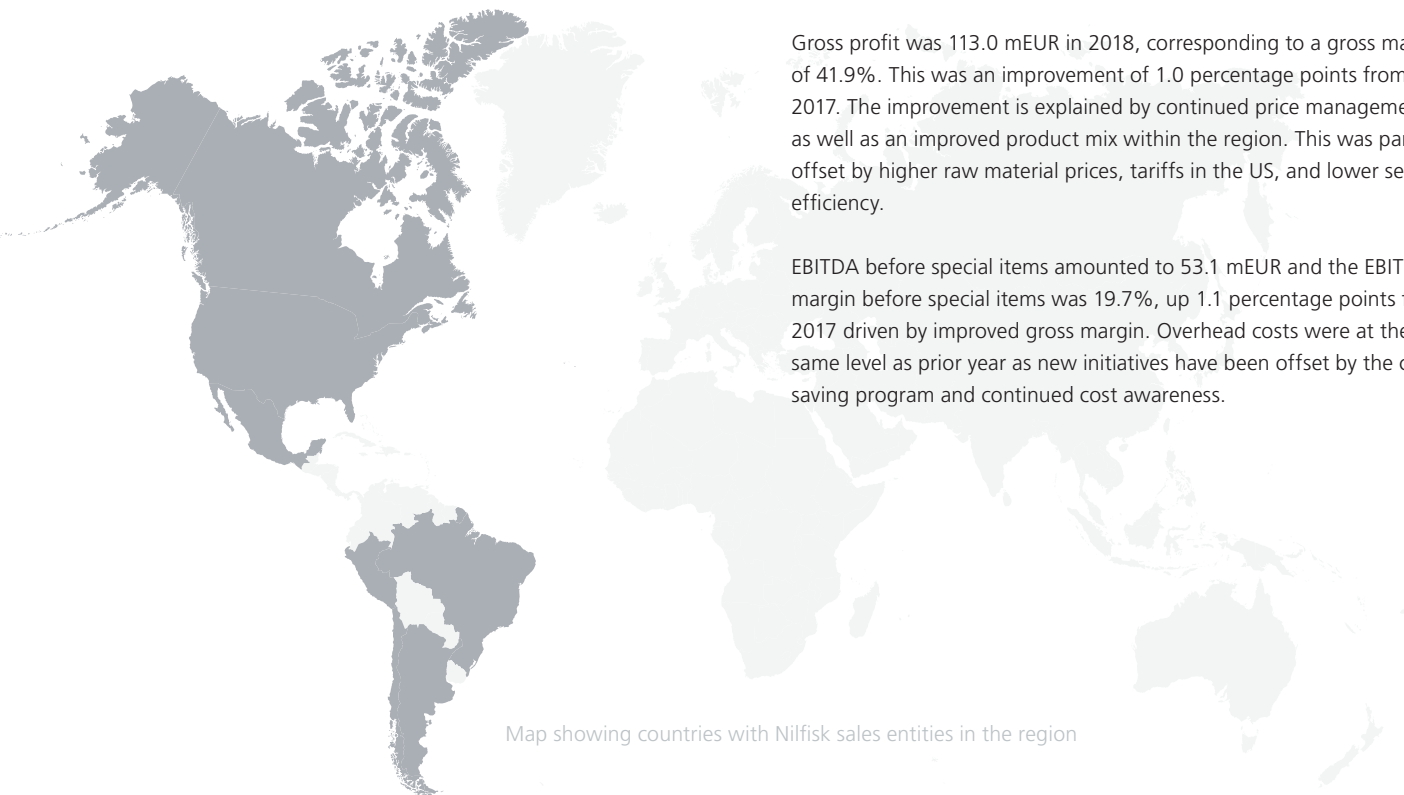 Gross profit was 113.0 mEUR in 2018, corresponding to a gross ma
of 41.9%. This was an improvement of 1.0 percentage points from
2017. The improvement is explained by continued price manageme
as well as an improved product mix within the region. This was par
offset by higher raw material prices, tariffs in the US, and lower se
efficiency.
EBITDA before special items amounted to 53.1 mEUR and the EBIT
margin before special items was 19.7%, up 1.1 percentage points
2017 driven by improved gross margin. Overhead costs were at the
same level as prior year as new initiatives have been offset by the
saving program and continued cost awareness.
Map showing countries with Nilfisk sales entities in the region